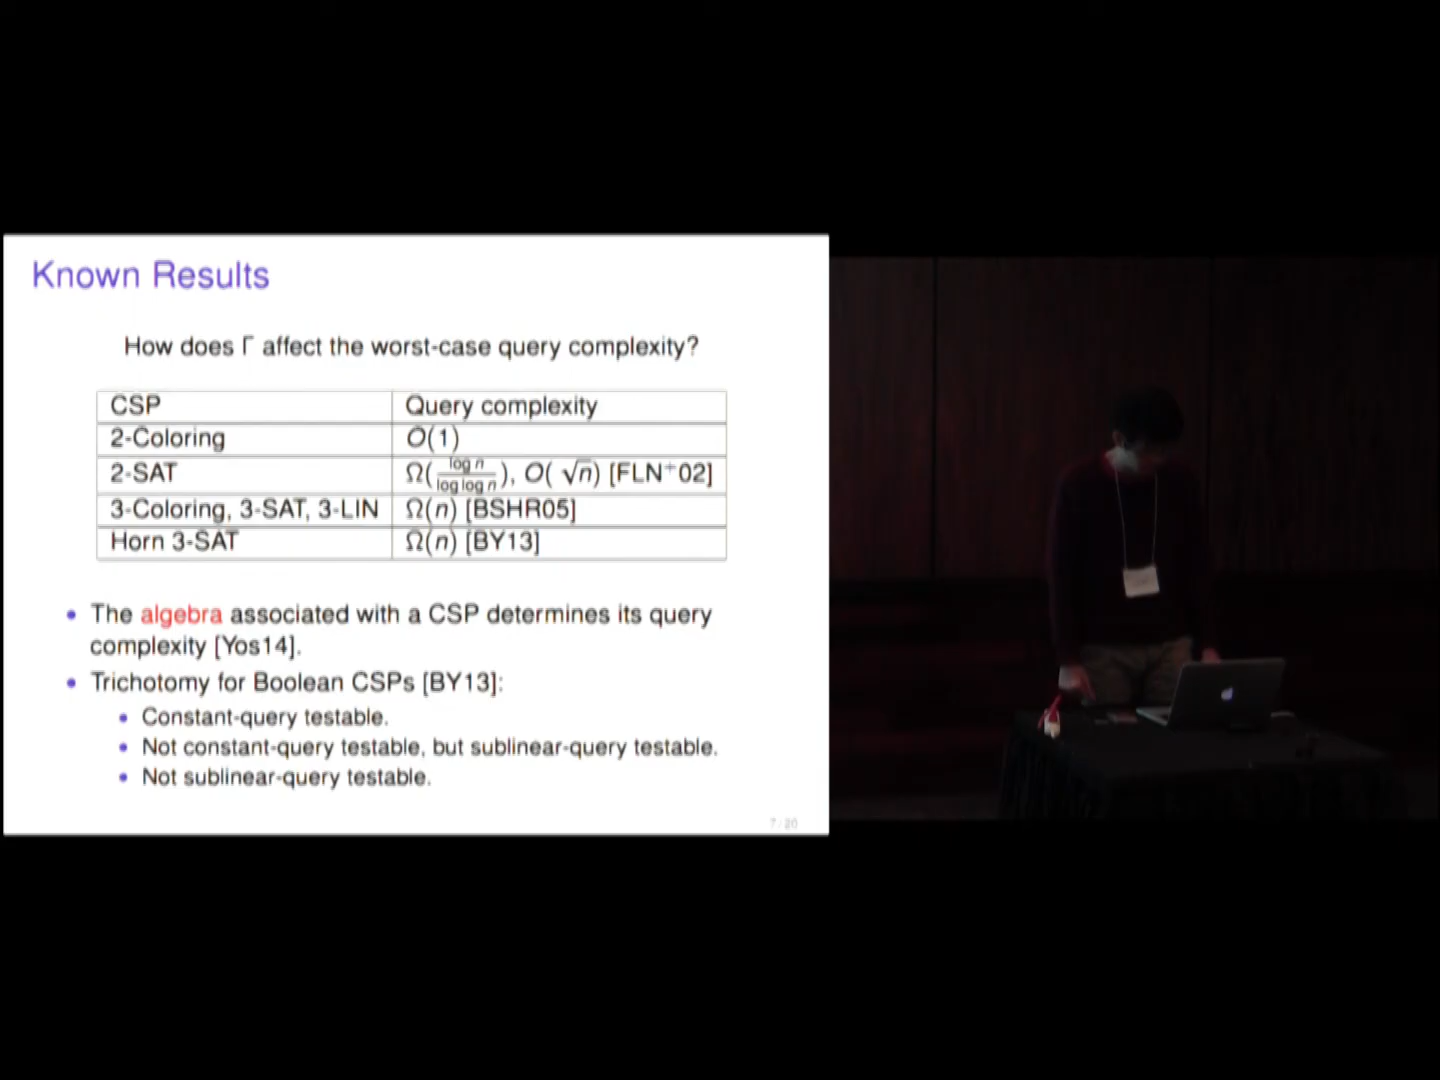 Known Results
How does Γ affect the worst-case query complexity?
CSP Query complexity
2-Coloring O(1)
2-SAT Ω(log n / log log n), O(√n) [FLN+02]
3-Coloring, 3-SAT, 3-LIN Ω(n) [BSHR05]
Horn 3-SAT Ω(n) [BY13]
• The algebra associated with a CSP determines its query
complexity [Yos14].
• Trichotomy for Boolean CSPs [BY13]:
• Constant-query testable.
• Not constant-query testable, but sublinear-query testable.
• Not sublinear-query testable.
7 / 20